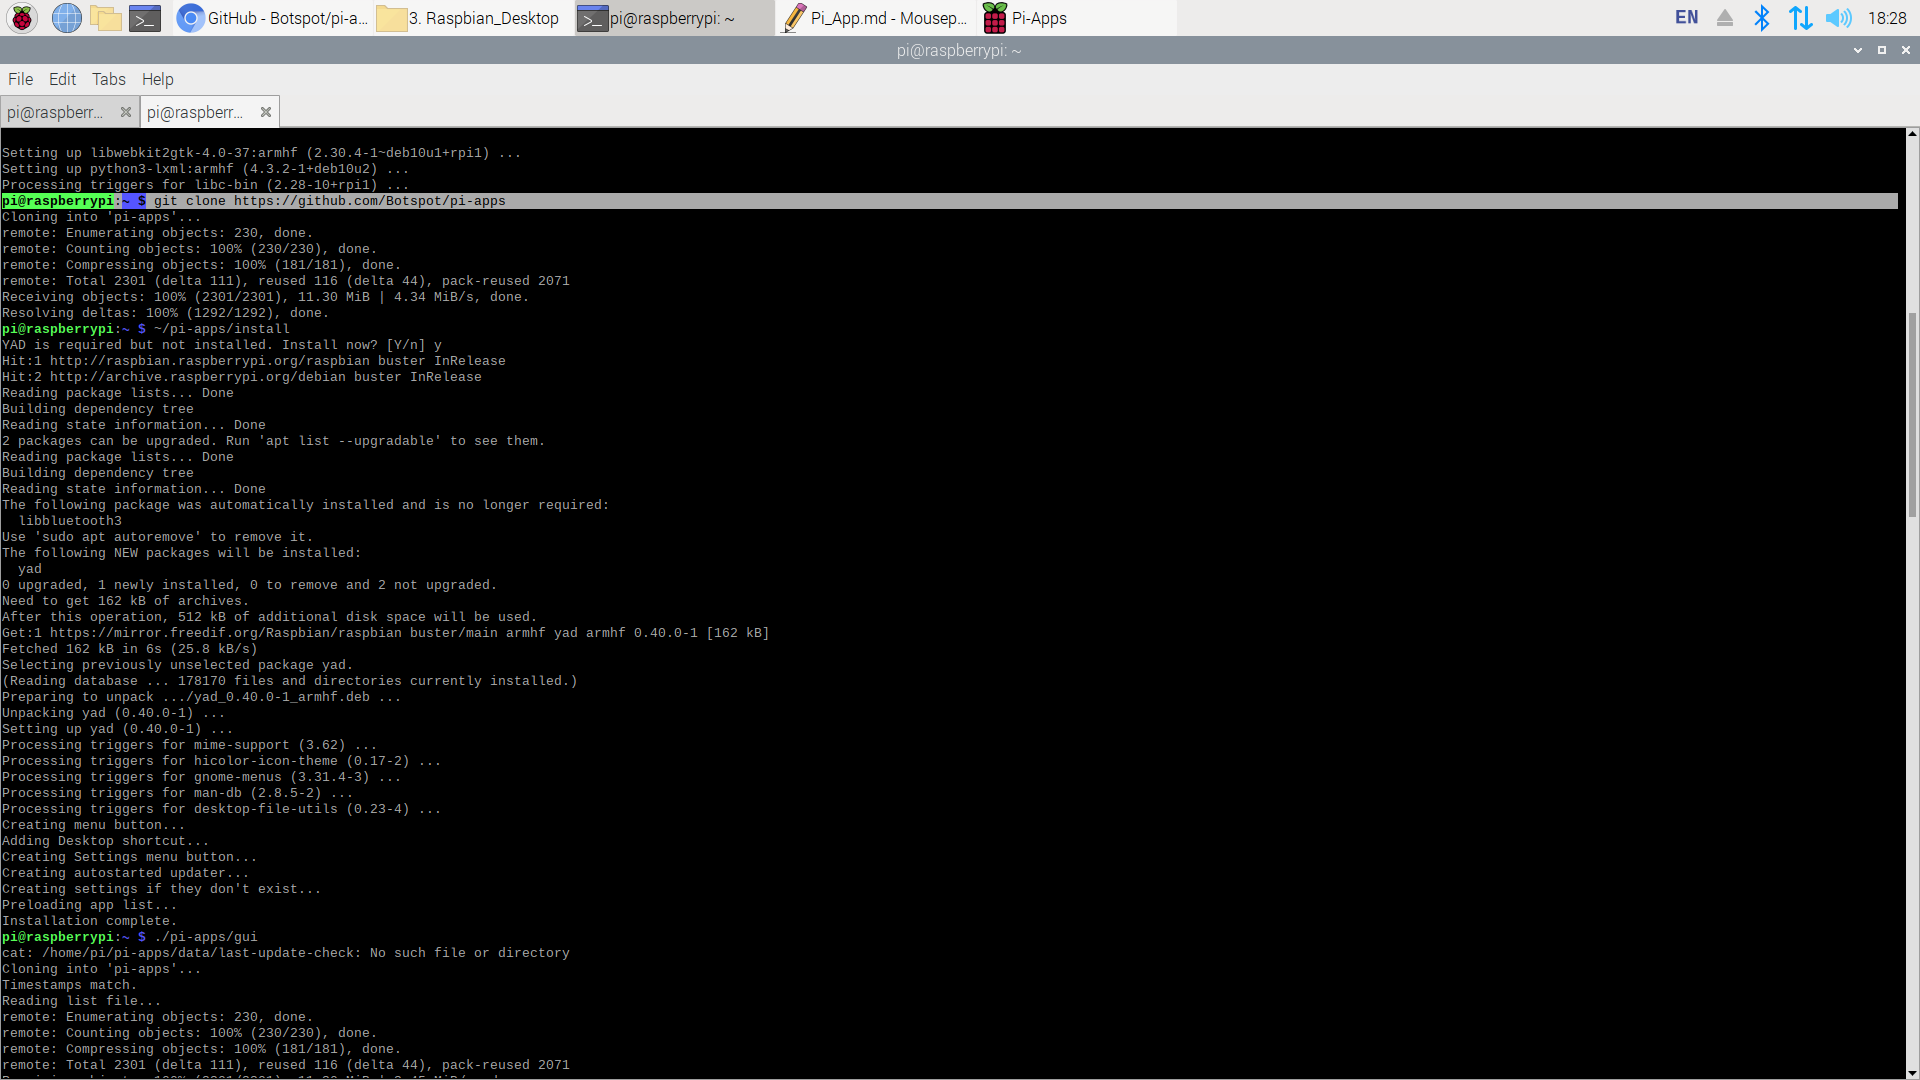 GitHub - Botspot/pi-a...
3. Raspbian_Desktop
pi@raspberrypi: ~
Pi_App.md - Mousep...
Pi-Apps
EN
18:28
pi@raspberrypi: ~
File Edit Tabs Help
pi@raspberr...
pi@raspberr...
Setting up libwebkit2gtk-4.0-37:armhf (2.30.4-1~deb10u1+rpi1) ...
Setting up python3-lxml:armhf (4.3.2-1+deb10u2) ...
Processing triggers for libc-bin (2.28-10+rpi1) ...
pi@raspberrypi:~ $ git clone https://github.com/Botspot/pi-apps
Cloning into 'pi-apps'...
remote: Enumerating objects: 230, done.
remote: Counting objects: 100% (230/230), done.
remote: Compressing objects: 100% (181/181), done.
remote: Total 2301 (delta 111), reused 116 (delta 44), pack-reused 2071
Receiving objects: 100% (2301/2301), 11.30 MiB | 4.34 MiB/s, done.
Resolving deltas: 100% (1292/1292), done.
pi@raspberrypi:~ $ ~/pi-apps/install
YAD is required but not installed. Install now? [Y/n] y
Hit:1 http://raspbian.raspberrypi.org/raspbian buster InRelease
Hit:2 http://archive.raspberrypi.org/debian buster InRelease
Reading package lists... Done
Building dependency tree
Reading state information... Done
2 packages can be upgraded. Run 'apt list --upgradable' to see them.
Reading package lists... Done
Building dependency tree
Reading state information... Done
The following package was automatically installed and is no longer required:
  libbluetooth3
Use 'sudo apt autoremove' to remove it.
The following NEW packages will be installed:
  yad
0 upgraded, 1 newly installed, 0 to remove and 2 not upgraded.
Need to get 162 kB of archives.
After this operation, 512 kB of additional disk space will be used.
Get:1 https://mirror.freedif.org/Raspbian/raspbian buster/main armhf yad armhf 0.40.0-1 [162 kB]
Fetched 162 kB in 6s (25.8 kB/s)
Selecting previously unselected package yad.
(Reading database ... 178170 files and directories currently installed.)
Preparing to unpack .../yad_0.40.0-1_armhf.deb ...
Unpacking yad (0.40.0-1) ...
Setting up yad (0.40.0-1) ...
Processing triggers for mime-support (3.62) ...
Processing triggers for hicolor-icon-theme (0.17-2) ...
Processing triggers for gnome-menus (3.31.4-3) ...
Processing triggers for man-db (2.8.5-2) ...
Processing triggers for desktop-file-utils (0.23-4) ...
Creating menu button...
Adding Desktop shortcut...
Creating Settings menu button...
Creating autostarted updater...
Creating settings if they don't exist...
Preloading app list...
Installation complete.
pi@raspberrypi:~ $ ./pi-apps/gui
cat: /home/pi/pi-apps/data/last-update-check: No such file or directory
Cloning into 'pi-apps'...
Timestamps match.
Reading list file...
remote: Enumerating objects: 230, done.
remote: Counting objects: 100% (230/230), done.
remote: Compressing objects: 100% (181/181), done.
remote: Total 2301 (delta 111), reused 116 (delta 44), pack-reused 2071